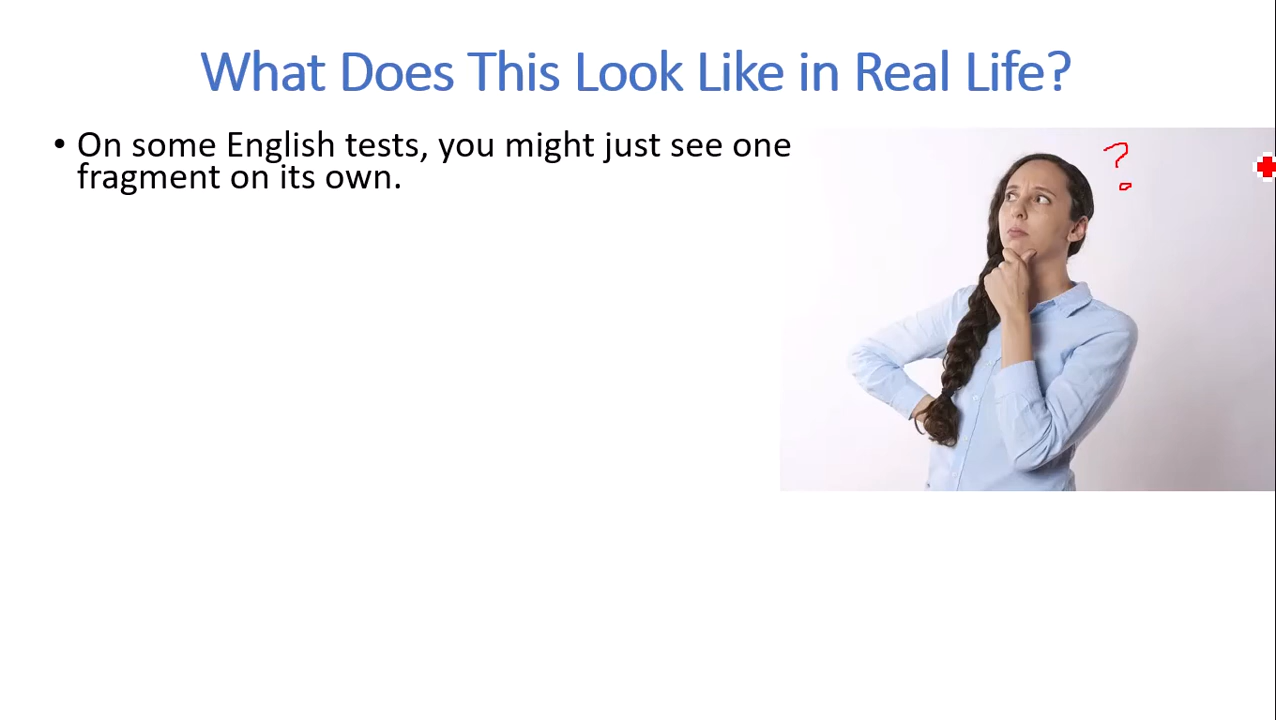 What Does This Look Like in Real Life?
• On some English tests, you might just see one
fragment on its own.
?